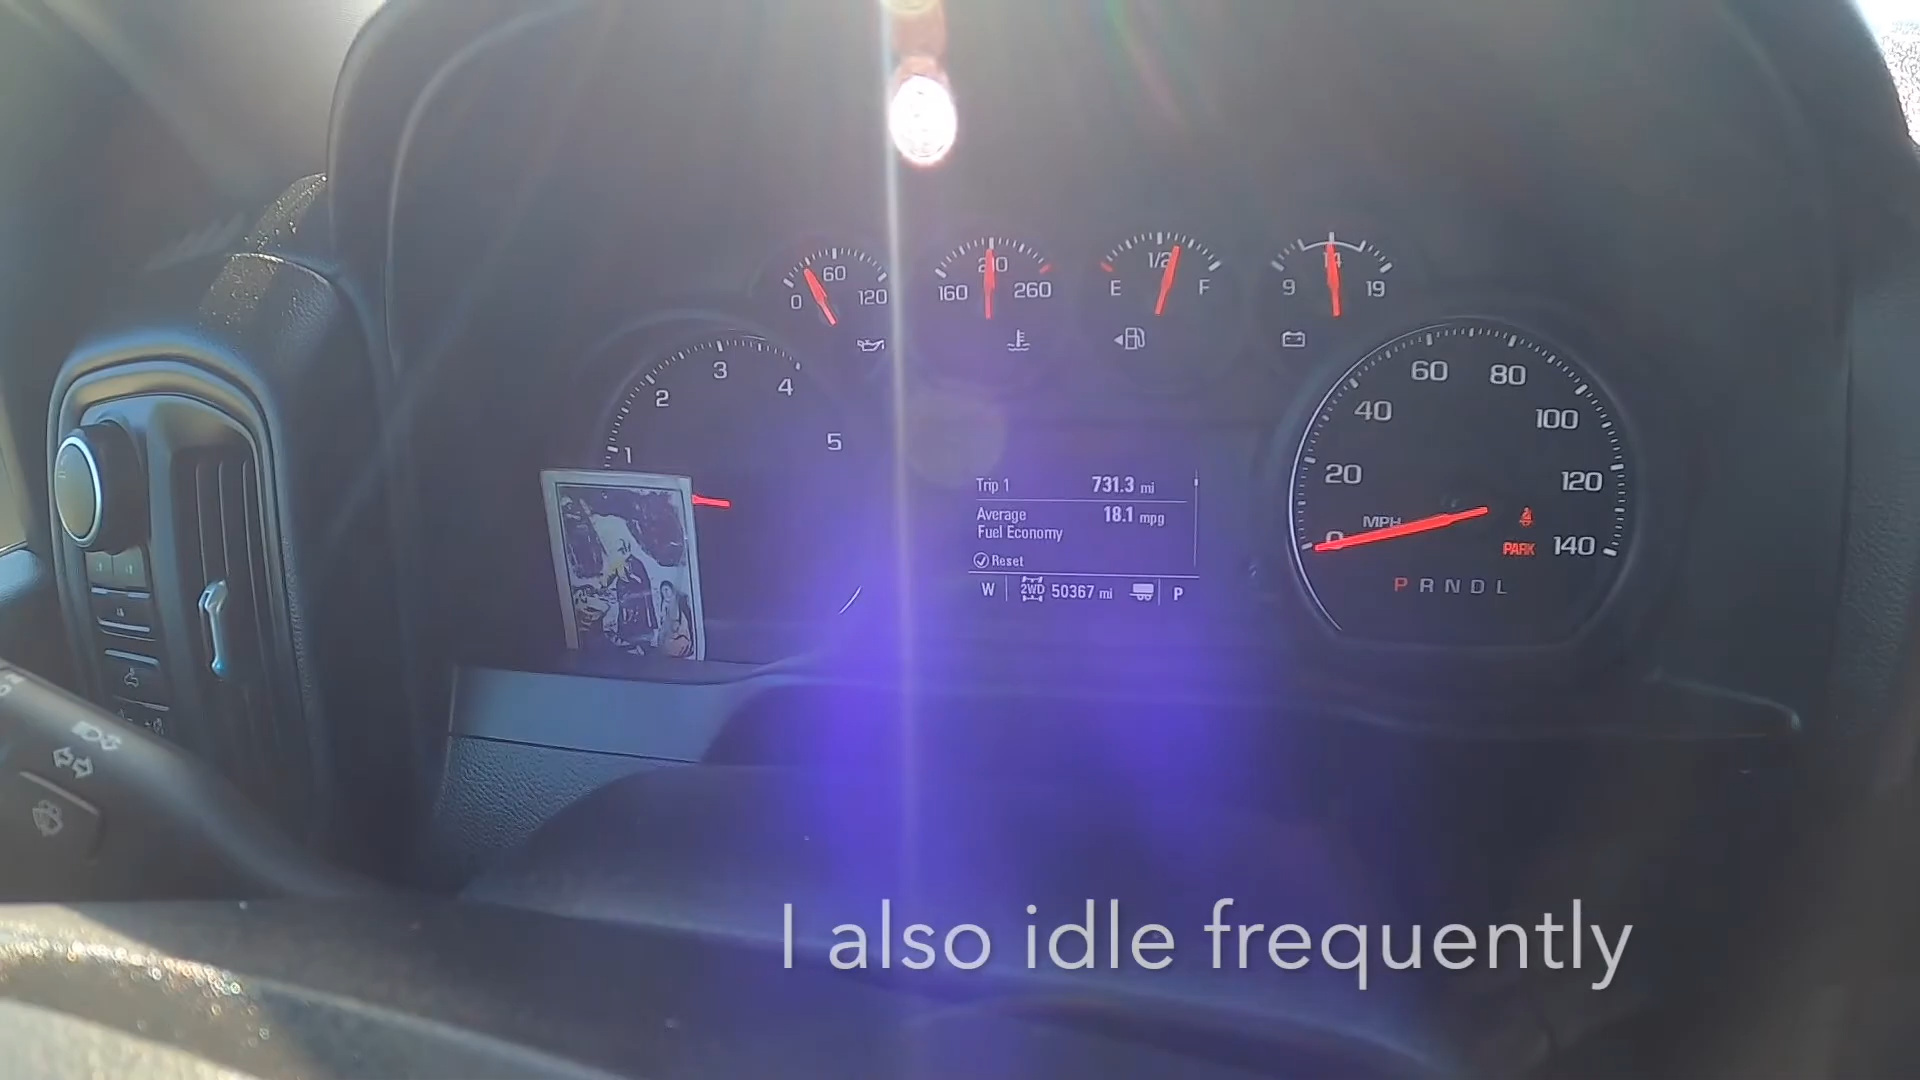 0 60 120
160 210 260
E 1/2 F
9 14 19
1 2 3 4 5
Trip 1 731.3 mi
Average 18.1 mpg
Fuel Economy
Reset
W 2WD 50367 mi P
0 20 40 60 80 100 120 140
MPH
PARK
P R N D L
I also idle frequently